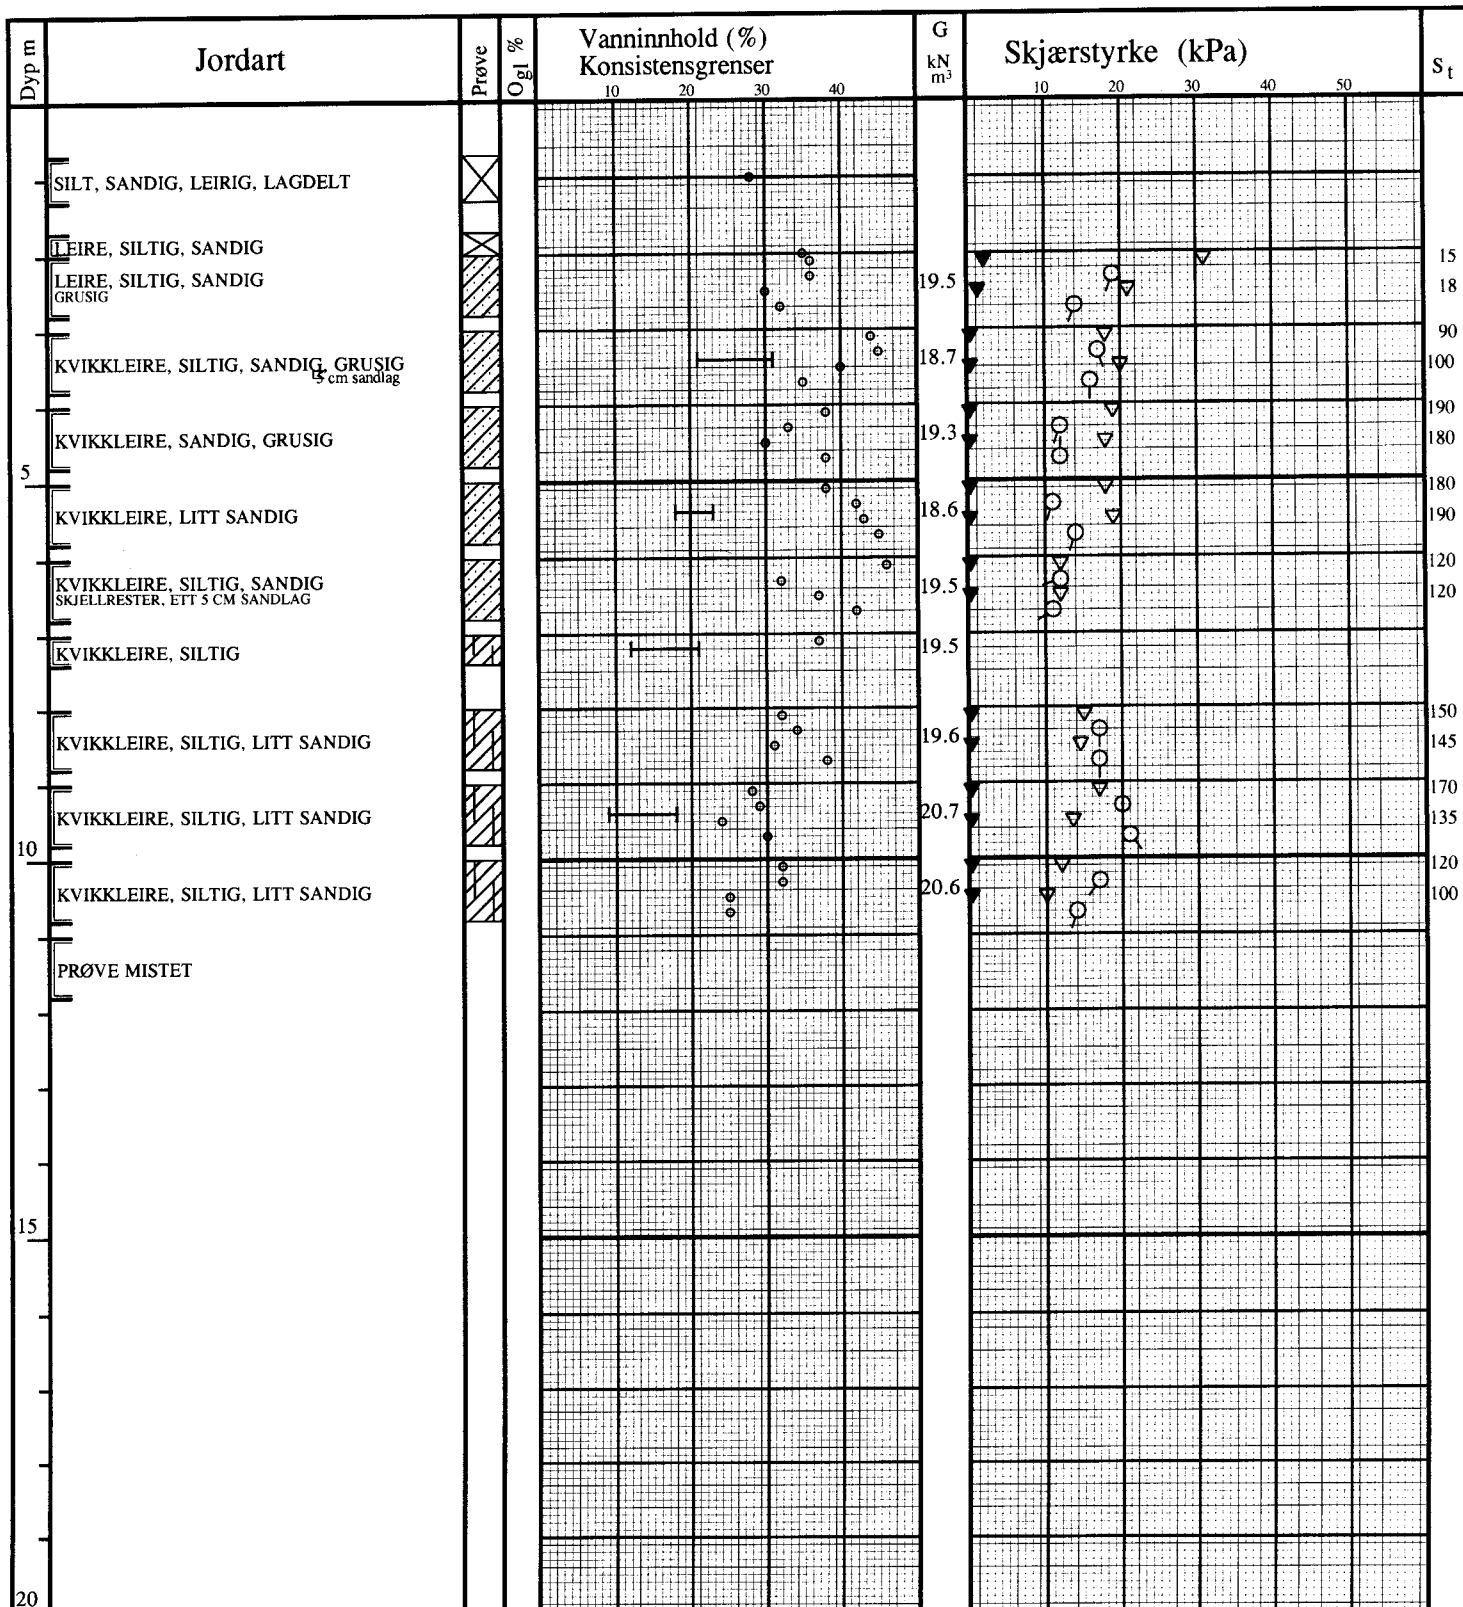 Dyp m
Jordart
Prøve
Ogl %
Vanninnhold (%)
Konsistensgrenser
10 20 30 40
G
kN
m³
Skjærstyrke (kPa)
10 20 30 40 50
St
SILT, SANDIG, LEIRIG, LAGDELT
LEIRE, SILTIG, SANDIG
15
LEIRE, SILTIG, SANDIG
GRUSIG
19.5
18
90
KVIKKLEIRE, SILTIG, SANDIG, GRUSIG
5 cm sandlag
18.7
100
190
KVIKKLEIRE, SANDIG, GRUSIG
19.3
180
5
180
KVIKKLEIRE, LITT SANDIG
18.6
190
120
KVIKKLEIRE, SILTIG, SANDIG
SKJELLRESTER, ETT 5 CM SANDLAG
19.5
120
KVIKKLEIRE, SILTIG
19.5
150
KVIKKLEIRE, SILTIG, LITT SANDIG
19.6
145
170
KVIKKLEIRE, SILTIG, LITT SANDIG
20.7
135
10
120
KVIKKLEIRE, SILTIG, LITT SANDIG
20.6
100
PRØVE MISTET
15
20